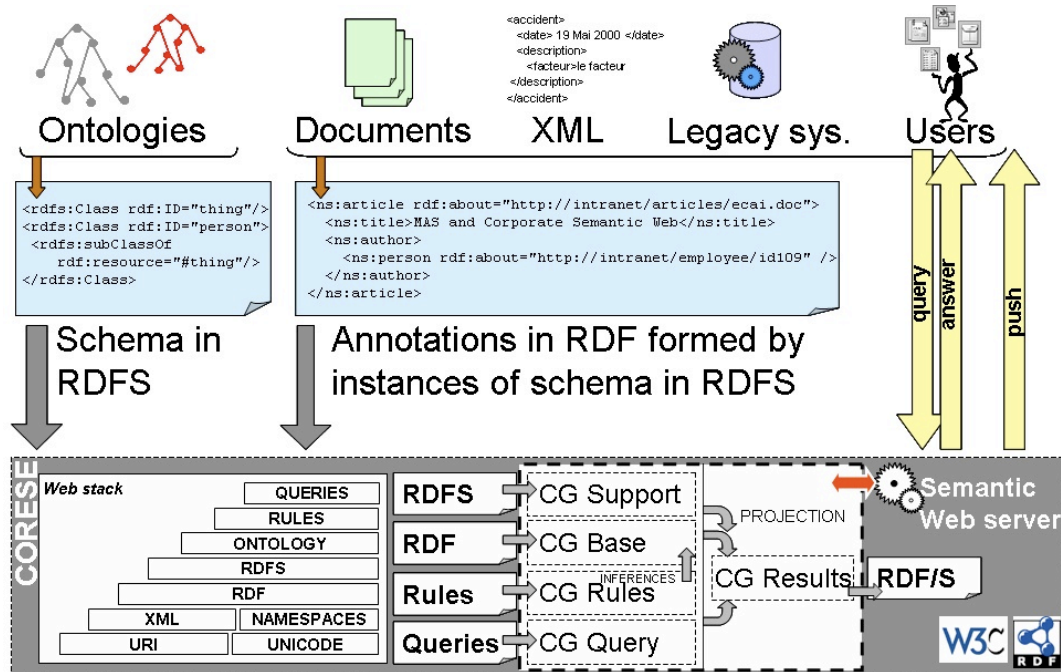 <accident>
<date> 19 Mai 2000 </date>
<description>
<facteur>le facteur
</description>
</accident>
Ontologies
Documents
XML
Legacy sys.
Users
<rdfs:Class rdf:ID="thing"/>
<rdfs:Class rdf:ID="person">
<rdfs:subClassOf
rdf:resource="#thing"/>
</rdfs:Class>
<ns:article rdf:about="http://intranet/articles/ecai.doc">
<ns:title>MAS and Corporate Semantic Web</ns:title>
<ns:author>
<ns:person rdf:about="http://intranet/employee/id109" />
</ns:author>
</ns:article>
query
answer
push
Schema in
RDFS
Annotations in RDF formed by
instances of schema in RDFS
CORESE
Web stack
QUERIES
RULES
ONTOLOGY
RDFS
RDF
XML
NAMESPACES
URI
UNICODE
RDFS
RDF
Rules
Queries
CG Support
CG Base
INFERENCES
CG Rules
CG Query
PROJECTION
CG Results
Semantic
Web server
RDF/S
W3C
RDF